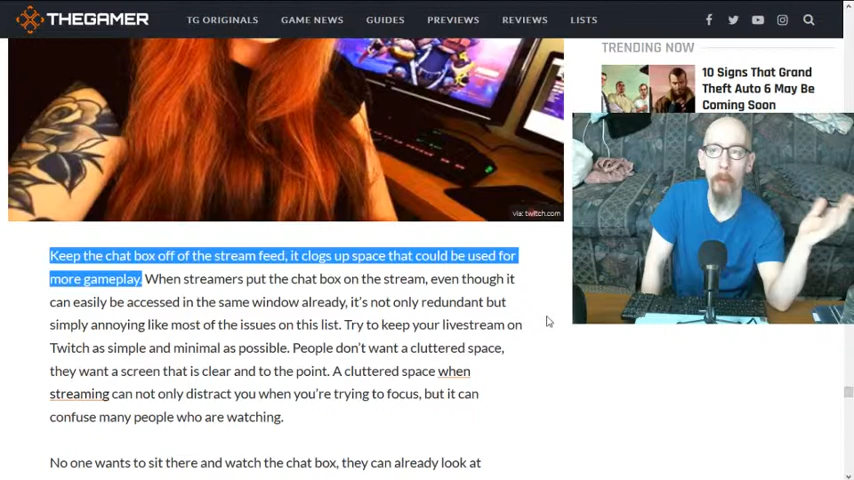 THEGAMER
TG ORIGINALS
GAME NEWS
GUIDES
PREVIEWS
REVIEWS
LISTS
TRENDING NOW
10 Signs That Grand
Theft Auto 6 May Be
Coming Soon
via: twitch.com
Keep the chat box off of the stream feed, it clogs up space that could be used for
more gameplay. When streamers put the chat box on the stream, even though it
can easily be accessed in the same window already, it's not only redundant but
simply annoying like most of the issues on this list. Try to keep your livestream on
Twitch as simple and minimal as possible. People don't want a cluttered space,
they want a screen that is clear and to the point. A cluttered space when
streaming can not only distract you when you're trying to focus, but it can
confuse many people who are watching.
No one wants to sit there and watch the chat box, they can already look at